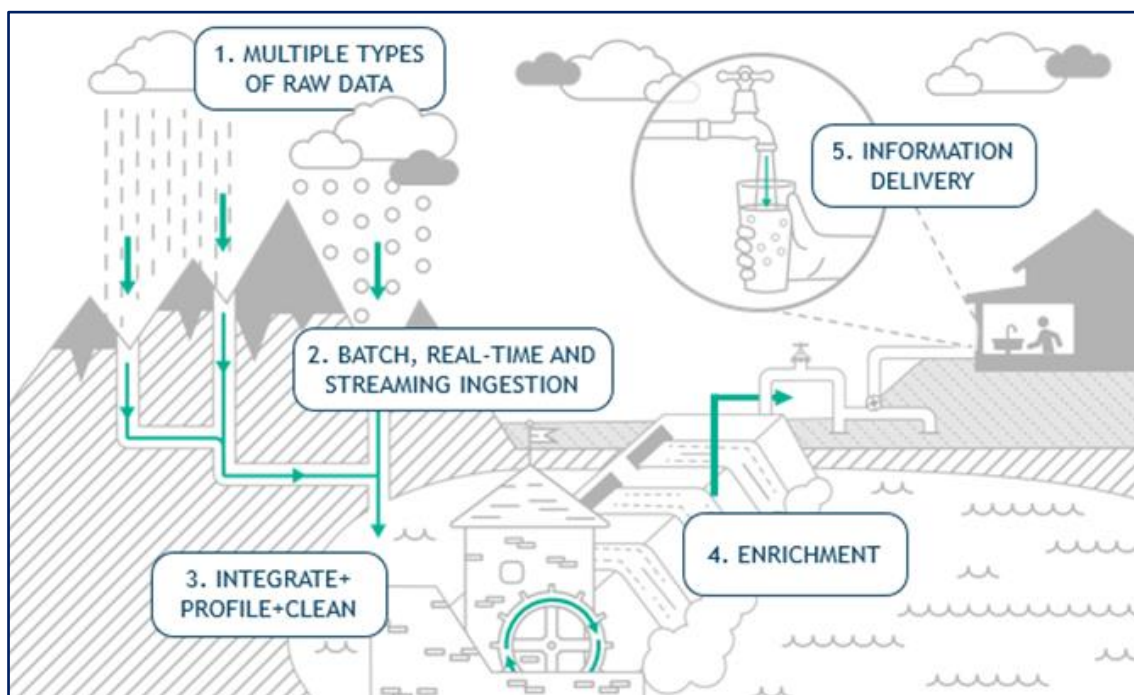 1. MULTIPLE TYPES
OF RAW DATA
5. INFORMATION
DELIVERY
2. BATCH, REAL-TIME AND
STREAMING INGESTION
3. INTEGRATE+
PROFILE+CLEAN
4. ENRICHMENT